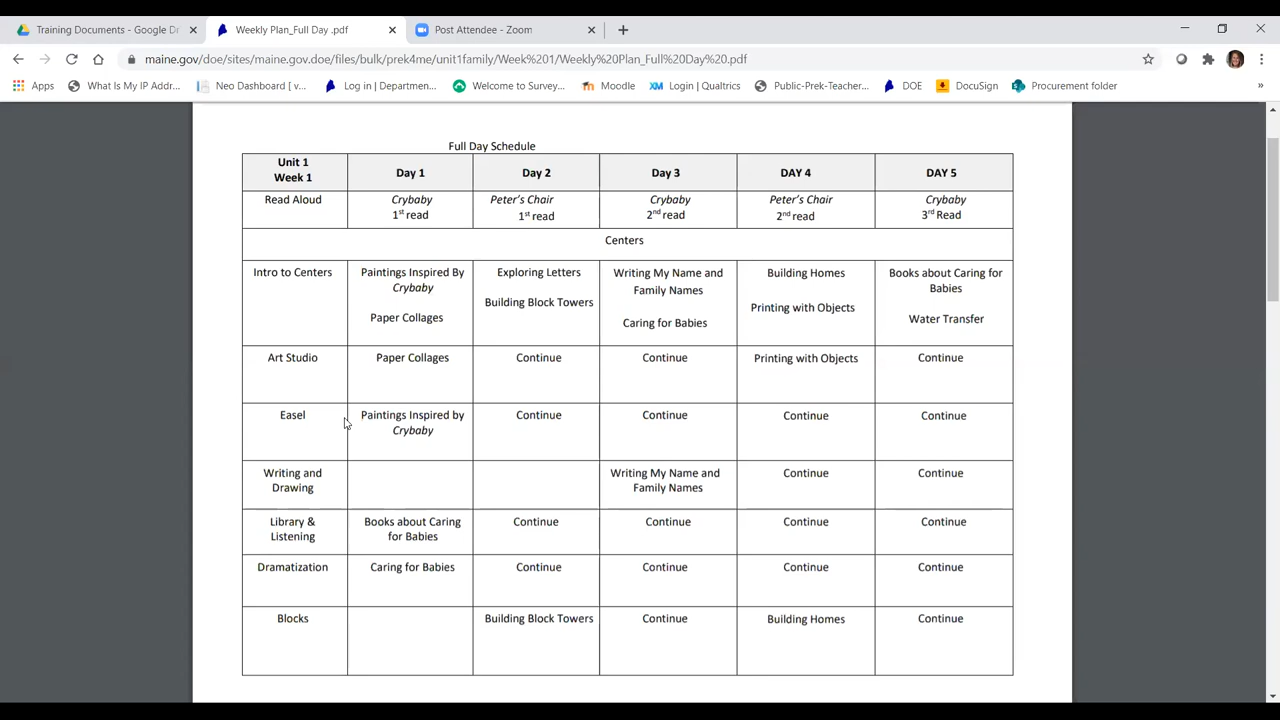 Training Documents - Google Dr
Weekly Plan_Full Day .pdf
Post Attendee - Zoom
maine.gov/doe/sites/maine.gov.doe/files/bulk/prek4me/unit1family/Week%201/Weekly%20Plan_Full%20Day%20.pdf
Apps What Is My IP Addr... Neo Dashboard [ v... Log in | Departmen... Welcome to Survey... Moodle Login | Qualtrics Public-Prek-Teacher... DOE DocuSign Procurement folder »
Full Day Schedule
Unit 1
Week 1
Day 1
Day 2
Day 3
DAY 4
DAY 5
Read Aloud
Crybaby
1st read
Peter's Chair
1st read
Crybaby
2nd read
Peter's Chair
2nd read
Crybaby
3rd Read
Centers
Intro to Centers
Paintings Inspired By
Crybaby
Paper Collages
Exploring Letters
Building Block Towers
Writing My Name and
Family Names
Caring for Babies
Building Homes
Printing with Objects
Books about Caring for
Babies
Water Transfer
Art Studio
Paper Collages
Continue
Continue
Printing with Objects
Continue
Easel
Paintings Inspired by
Crybaby
Continue
Continue
Continue
Continue
Writing and
Drawing
Writing My Name and
Family Names
Continue
Continue
Library &
Listening
Books about Caring
for Babies
Continue
Continue
Continue
Continue
Dramatization
Caring for Babies
Continue
Continue
Continue
Continue
Blocks
Building Block Towers
Continue
Building Homes
Continue